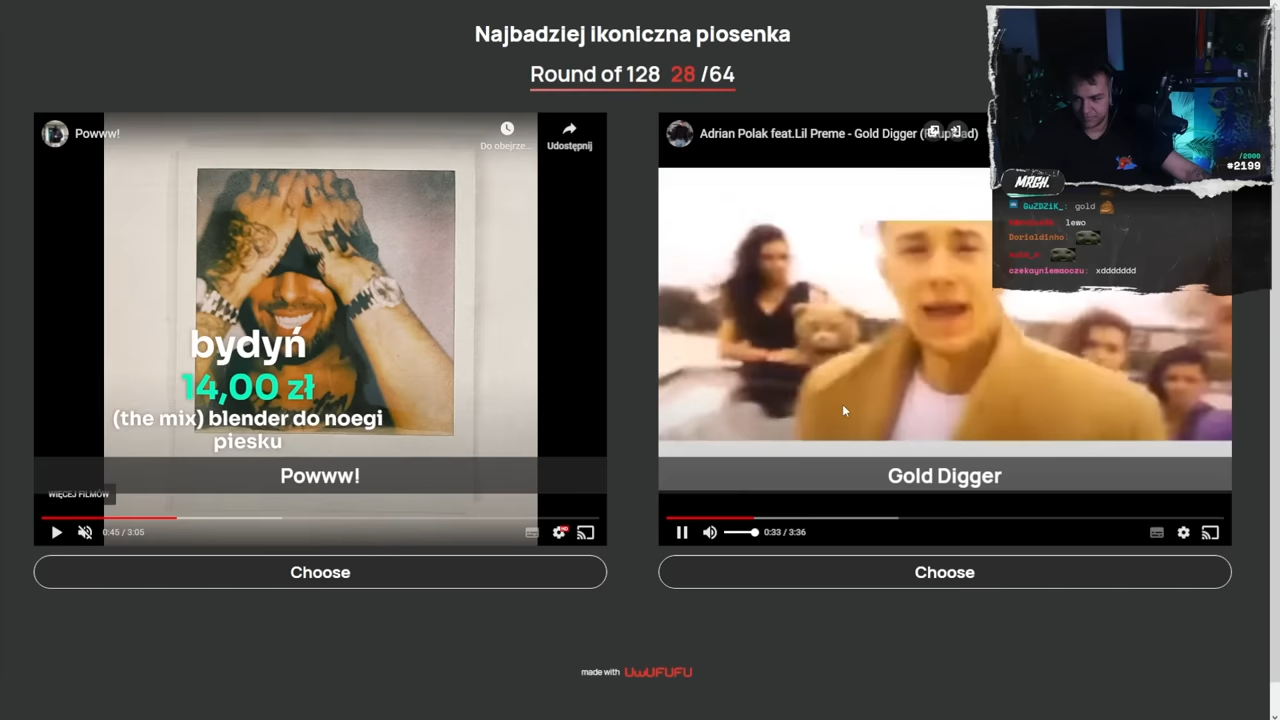 Najbadziej ikoniczna piosenka
Round of 128 28 /64
Powww!
Do obejrze...
Udostępnij
bydyń
14,00 zł
(the mix) blender do noegi
piesku
Powww!
WIĘCEJ FILMÓW
0:45 / 3:05
Choose
Adrian Polak feat.Lil Preme - Gold Digger (
Gold Digger
0:33 / 3:36
Choose
/2000
#2199
MRGH.
GuZDZiK_: gold
lewo
Dorialdinho:
czekayniemaoczu: xddddddd
made with UwUFUFU